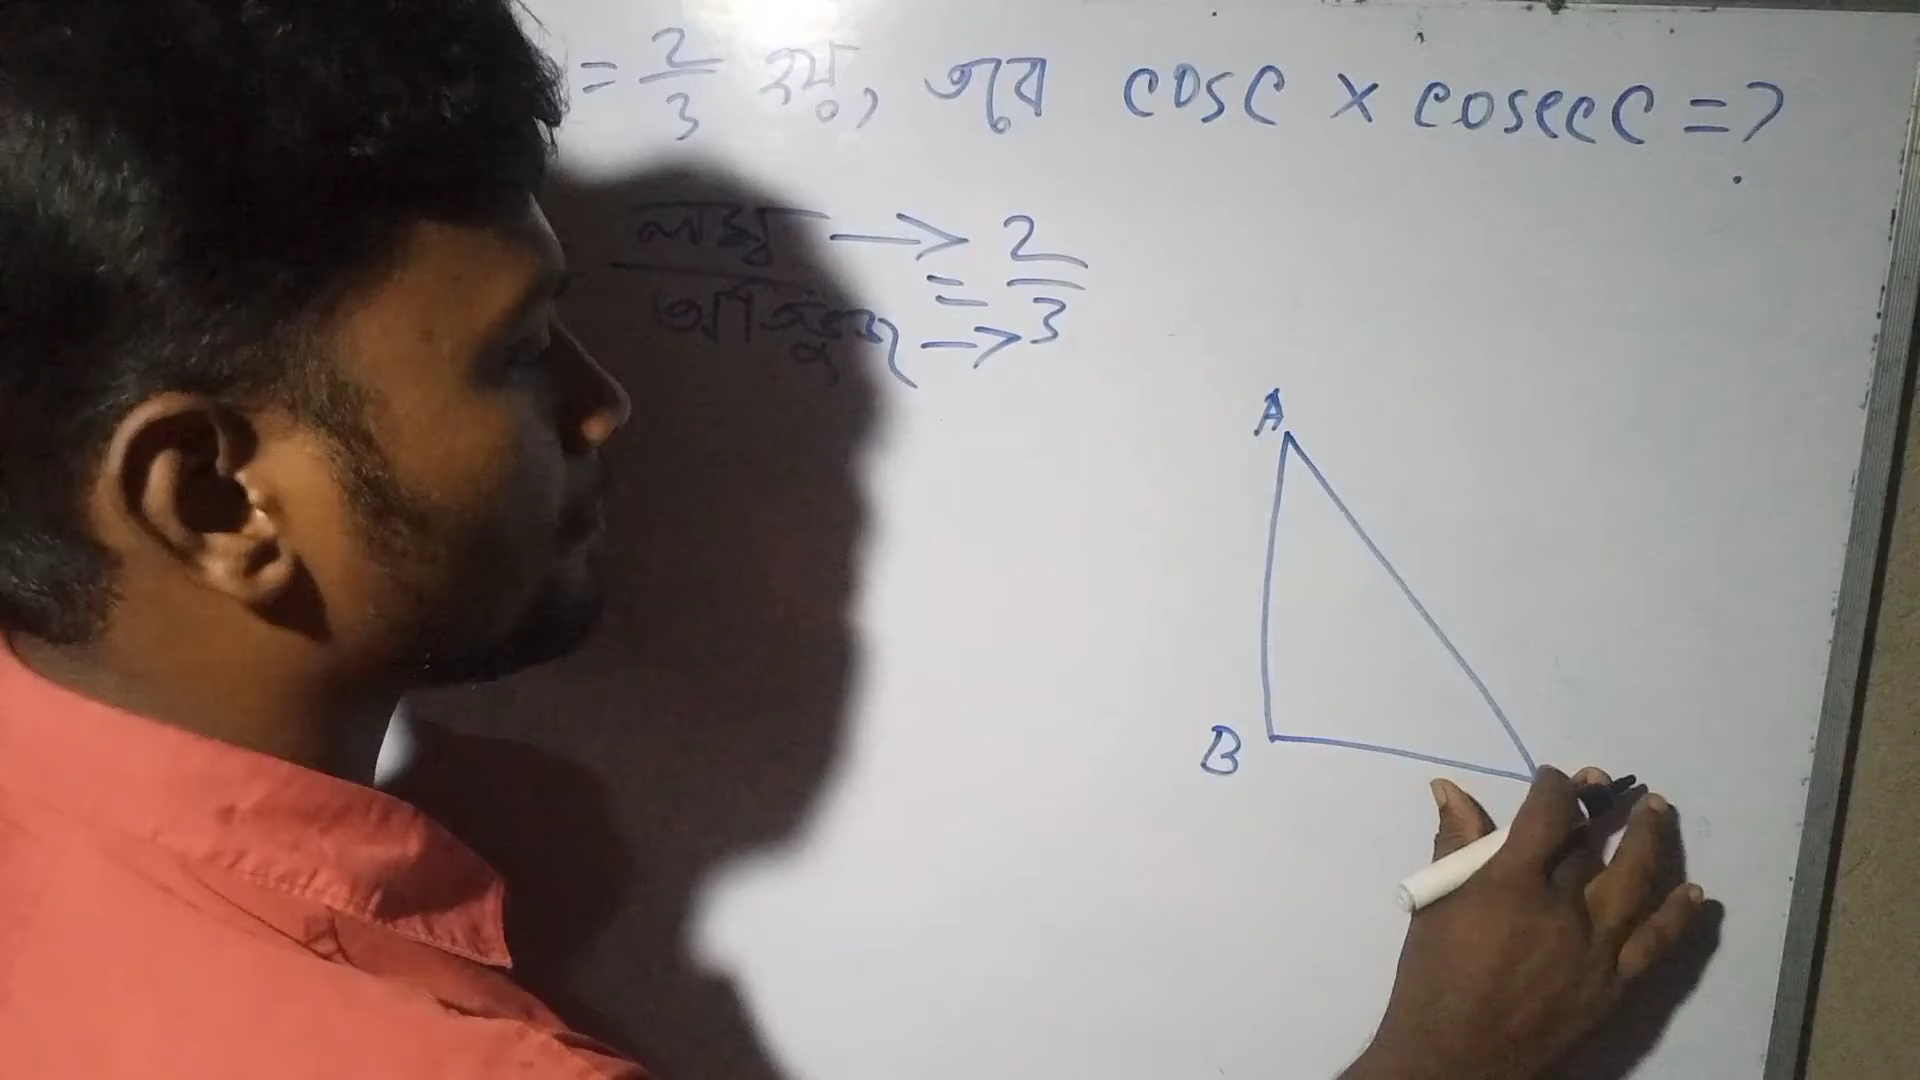 = 2/3 হয়, তবে cosC × cosecC = ?
লম্ব → 2
=
অতিভুজ → 3
A
B